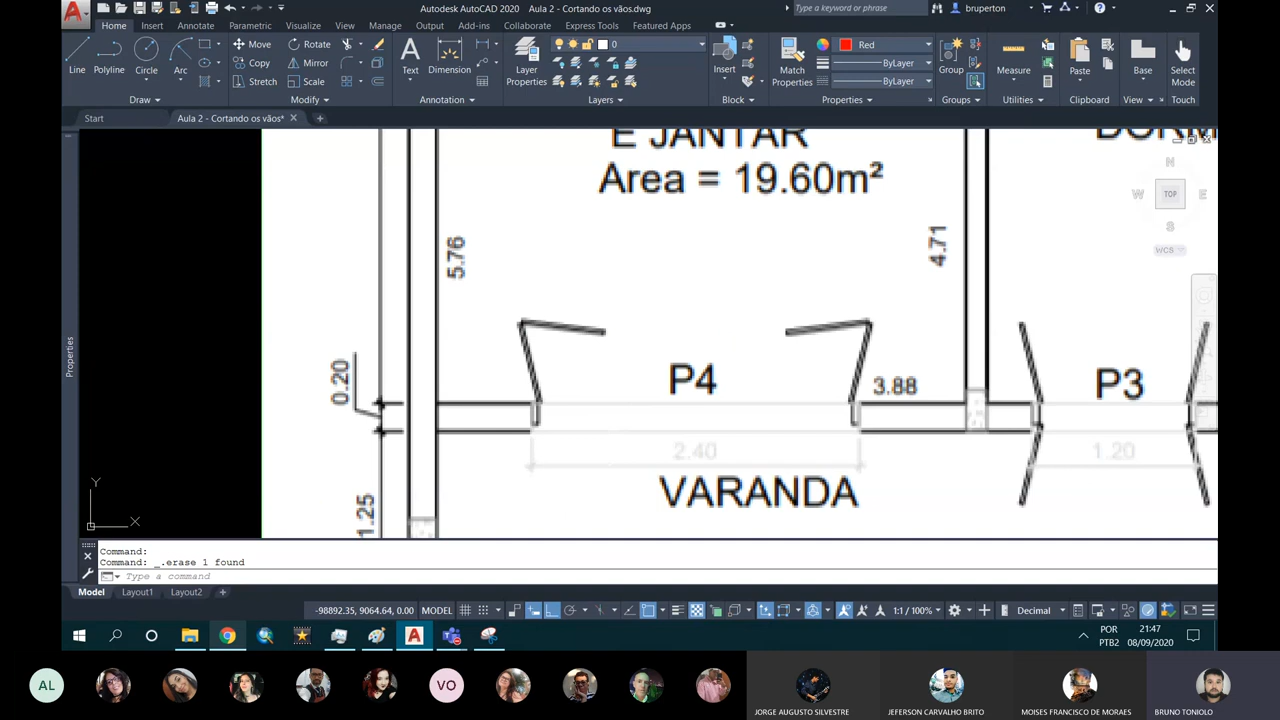 Autodesk AutoCAD 2020 Aula 2 - Cortando os vãos.dwg
Type a keyword or phrase
bruperton
Home Insert Annotate Parametric Visualize View Manage Output Add-ins Collaborate Express Tools Featured Apps
Move Rotate
Copy Mirror
Stretch Scale
Line Polyline Circle Arc
Text Dimension
Layer Properties
0
Insert
Match Properties
Red
ByLayer
ByLayer
Group
Measure
Paste
Base
Select Mode
Draw Modify Annotation Layers Block Properties Groups Utilities Clipboard View Touch
Start Aula 2 - Cortando os vãos*
Properties
E JANTAR
Area = 19.60m²
DORM
N
W TOP E
S
WCS
5.76
4.71
0.20
P4
3.88
P3
2.40
1.20
VARANDA
1.25
Y
X
Command:
Command: _.erase 1 found
Type a command
Model Layout1 Layout2
-98892.35, 9064.64, 0.00 MODEL 1:1 / 100% Decimal
POR
PTB2
21:47
08/09/2020
AL
VO
JORGE AUGUSTO SILVESTRE
JEFERSON CARVALHO BRITO
MOISES FRANCISCO DE MORAES
BRUNO TONIOLO